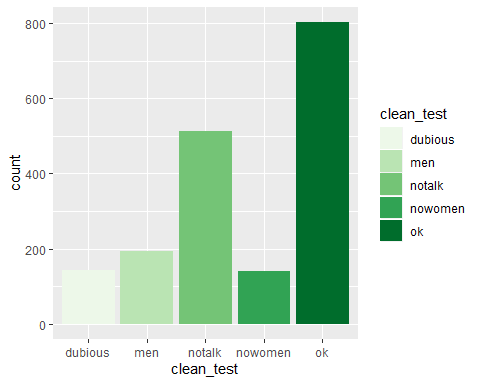 800
600
400
200
0
count
dubious men notalk nowomen ok
clean_test
clean_test
dubious
men
notalk
nowomen
ok